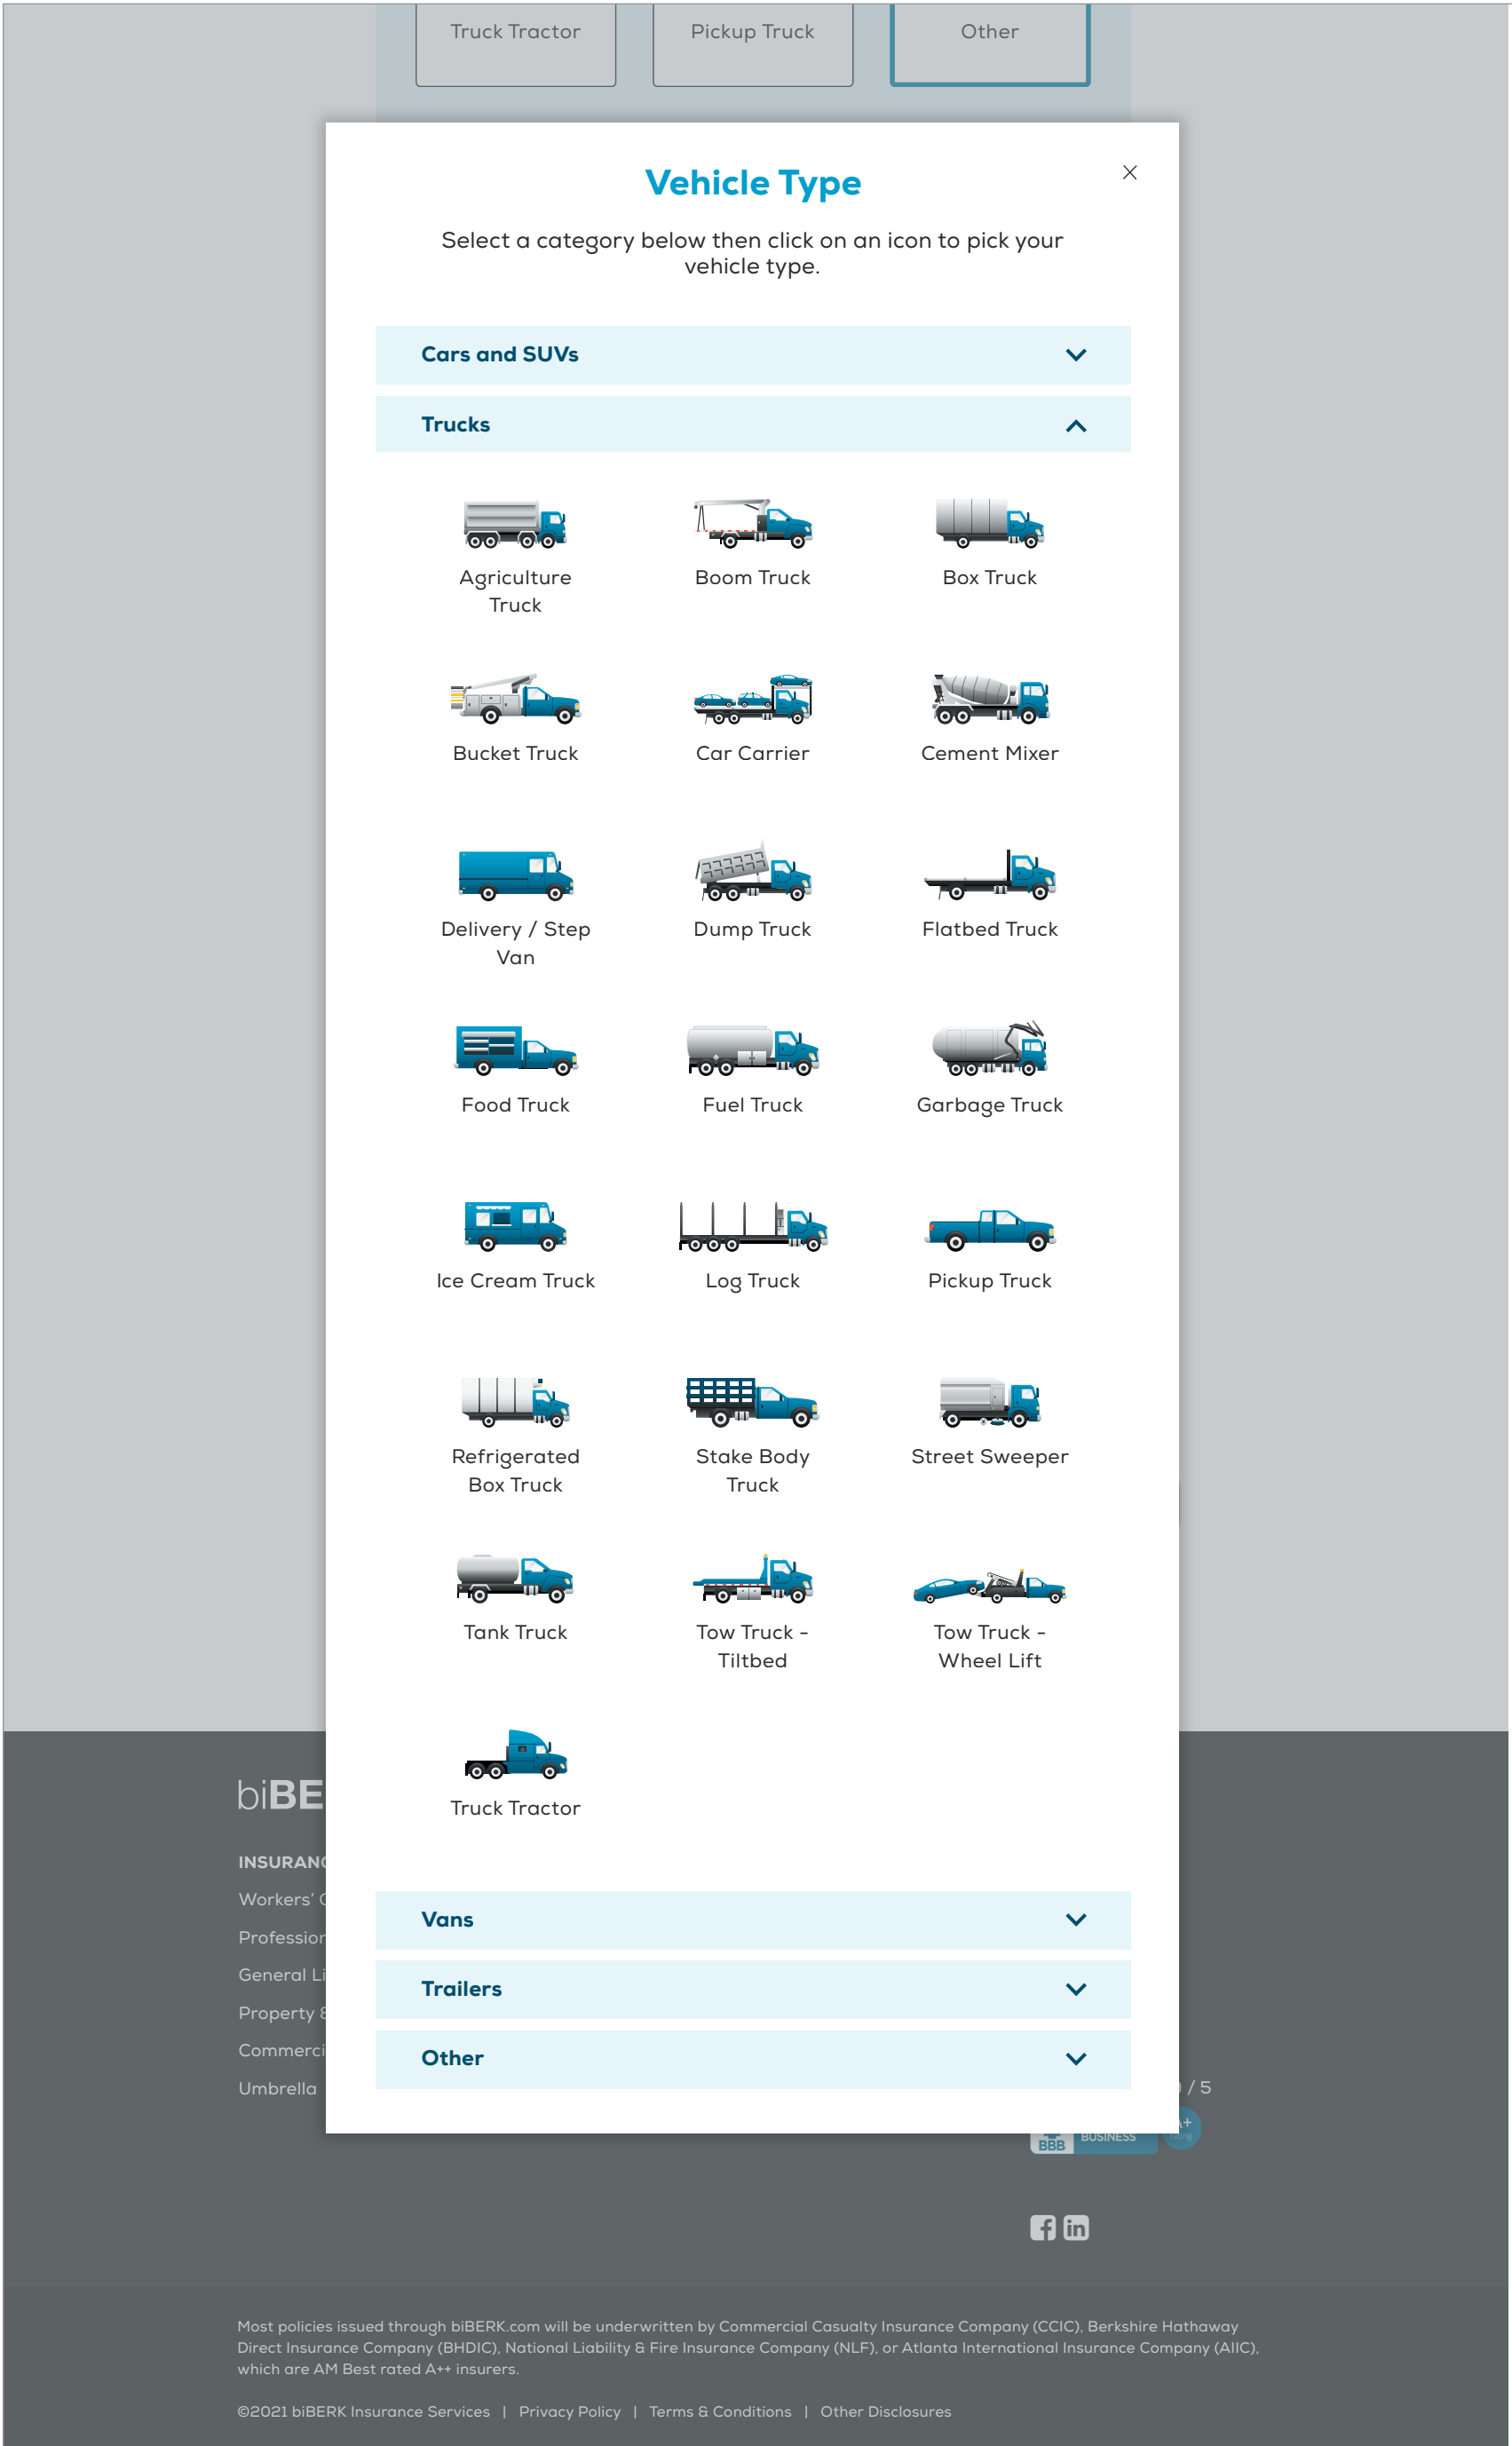 Truck Tractor Pickup Truck Other
Vehicle Type
Select a category below then click on an icon to pick your
vehicle type.
Cars and SUVs
Trucks
Agriculture
Truck
Boom Truck
Box Truck
Bucket Truck
Car Carrier
Cement Mixer
Delivery / Step
Van
Dump Truck
Flatbed Truck
Food Truck
Fuel Truck
Garbage Truck
Ice Cream Truck
Log Truck
Pickup Truck
Refrigerated
Box Truck
Stake Body
Truck
Street Sweeper
Tank Truck
Tow Truck -
Tiltbed
Tow Truck -
Wheel Lift
Truck Tractor
Vans
Trailers
Other
biBE
INSURANC
Workers' C
Profession
General Li
Property &
Commerci
Umbrella
/ 5
BBB BUSINESS A+
rating
Most policies issued through biBERK.com will be underwritten by Commercial Casualty Insurance Company (CCIC), Berkshire Hathaway
Direct Insurance Company (BHDIC), National Liability & Fire Insurance Company (NLF), or Atlanta International Insurance Company (AIIC),
which are AM Best rated A++ insurers.
©2021 biBERK Insurance Services | Privacy Policy | Terms & Conditions | Other Disclosures